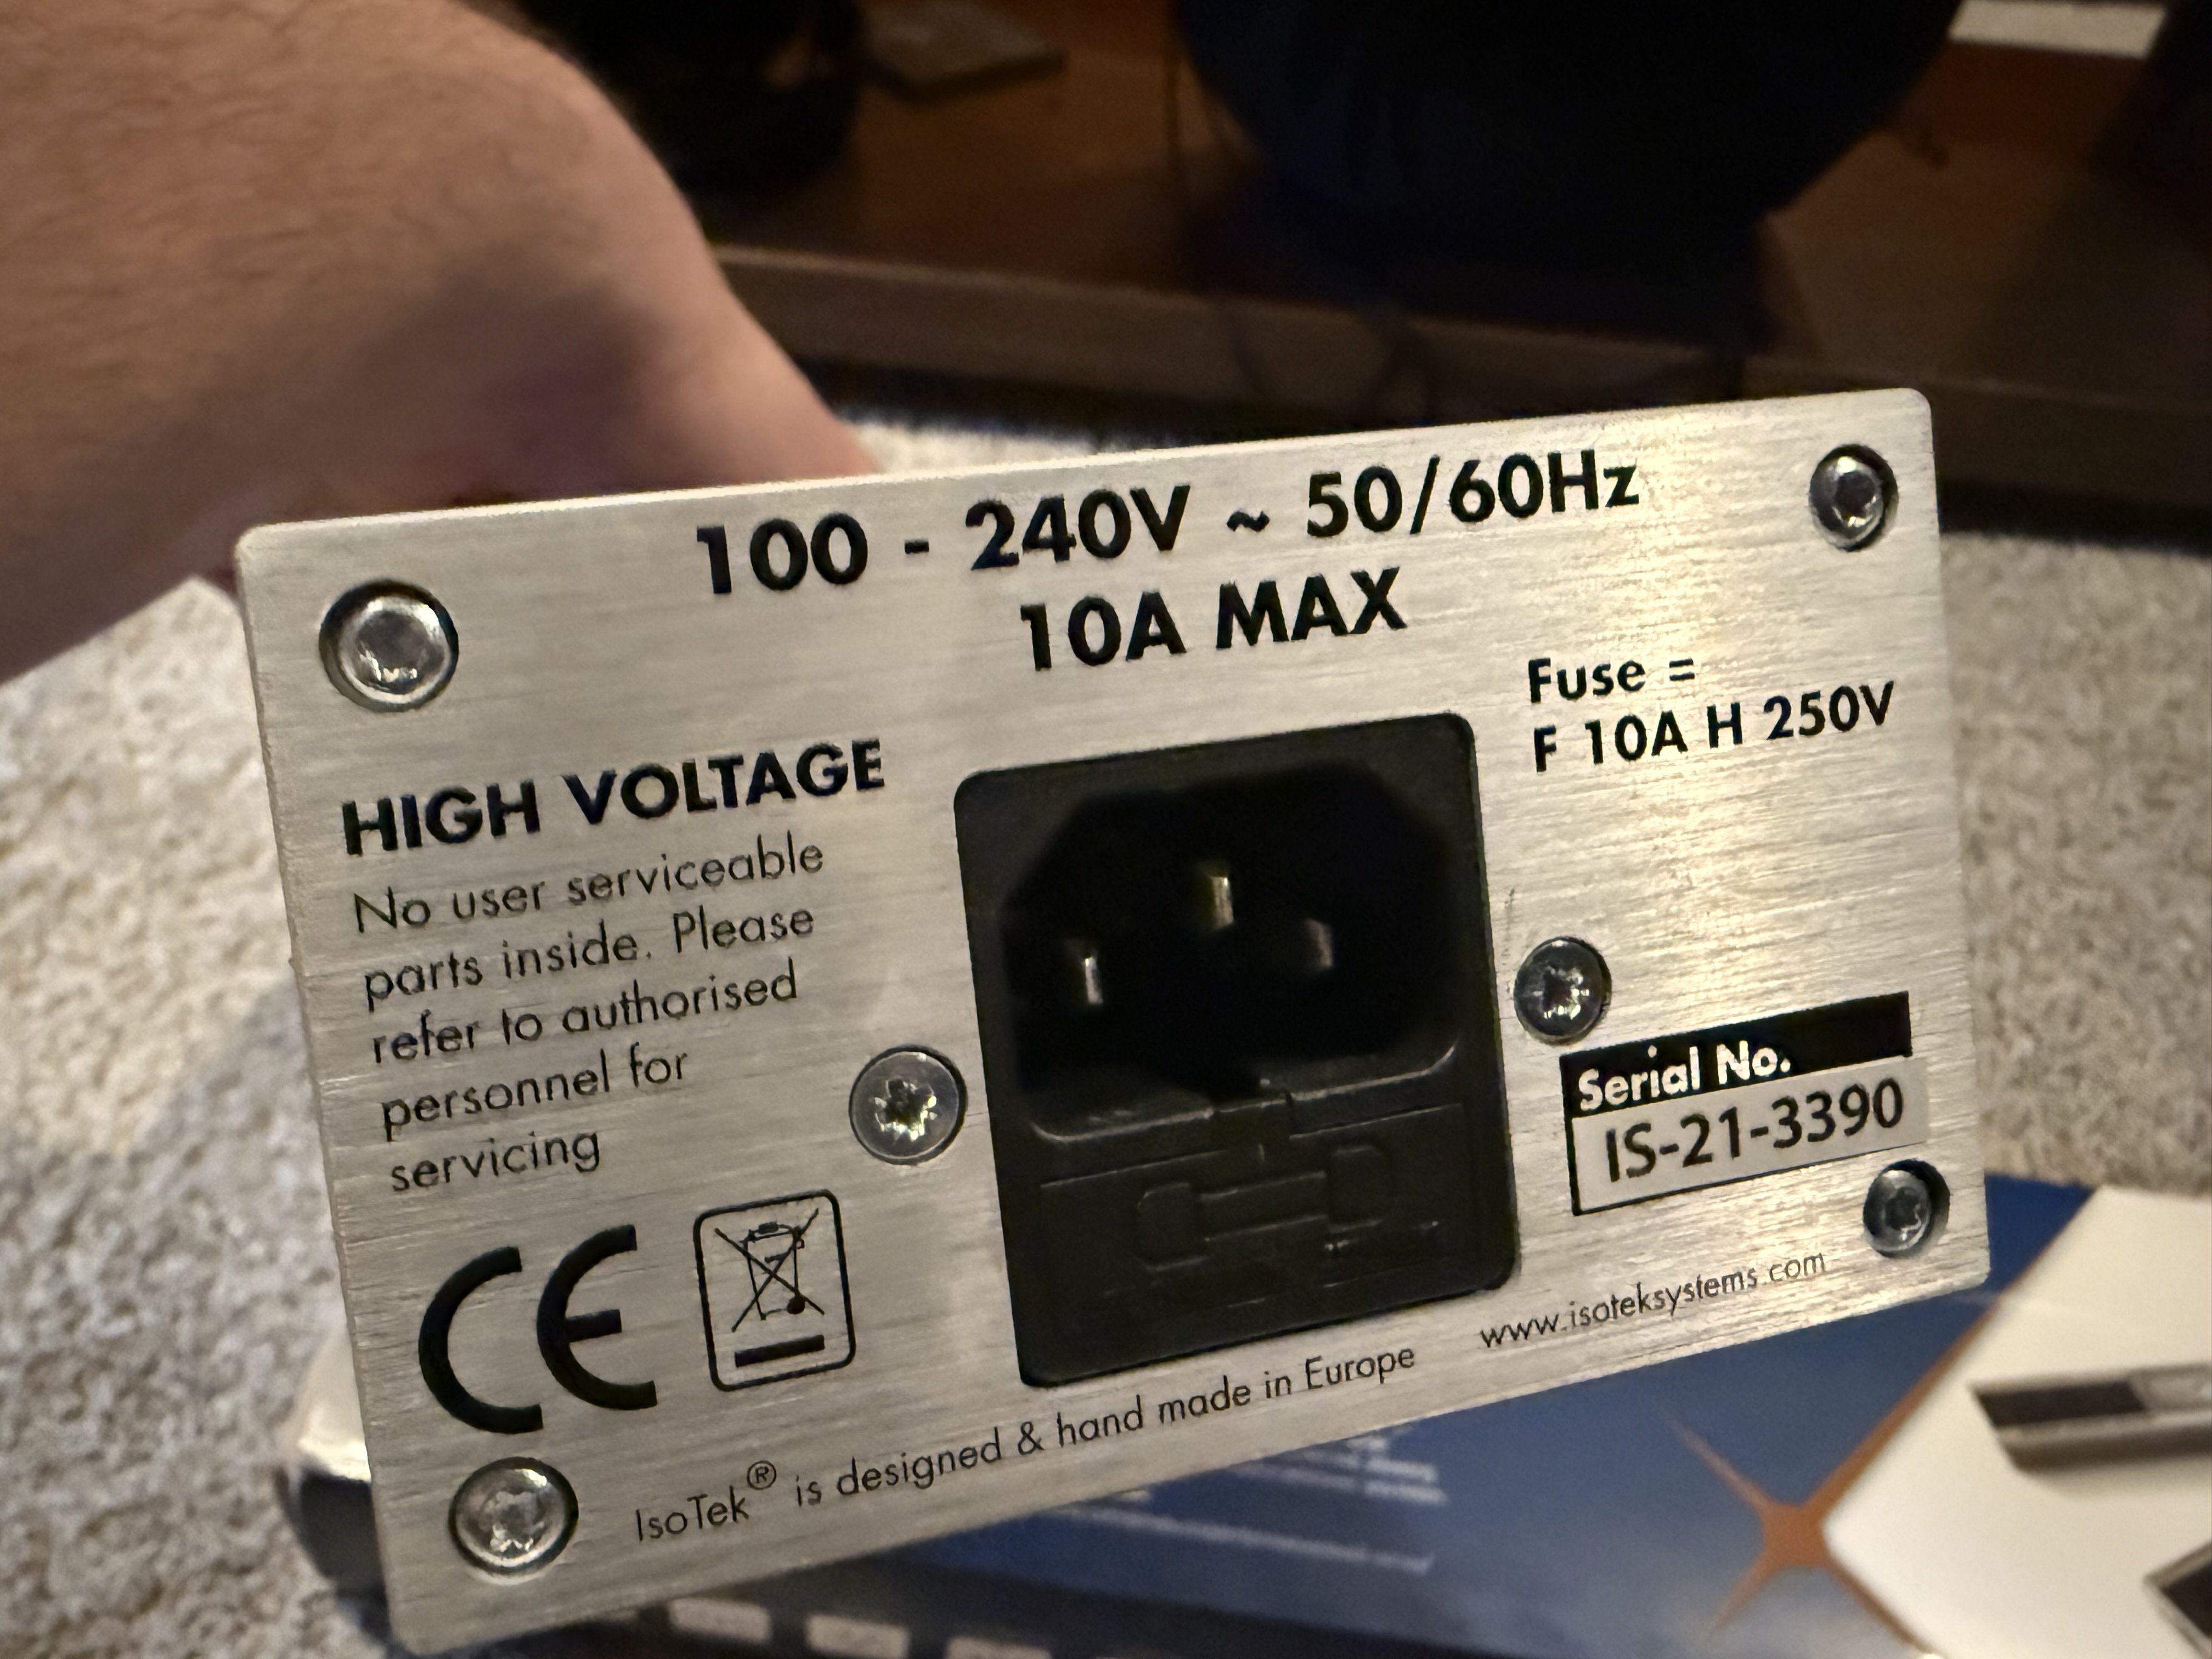 100 - 240V ~ 50/60Hz
10A MAX
Fuse =
F 10A H 250V
HIGH VOLTAGE
No user serviceable
parts inside. Please
refer to authorised
personnel for
servicing
Serial No.
IS-21-3390
CE
www.isoteksystems.com
IsoTek® is designed & hand made in Europe